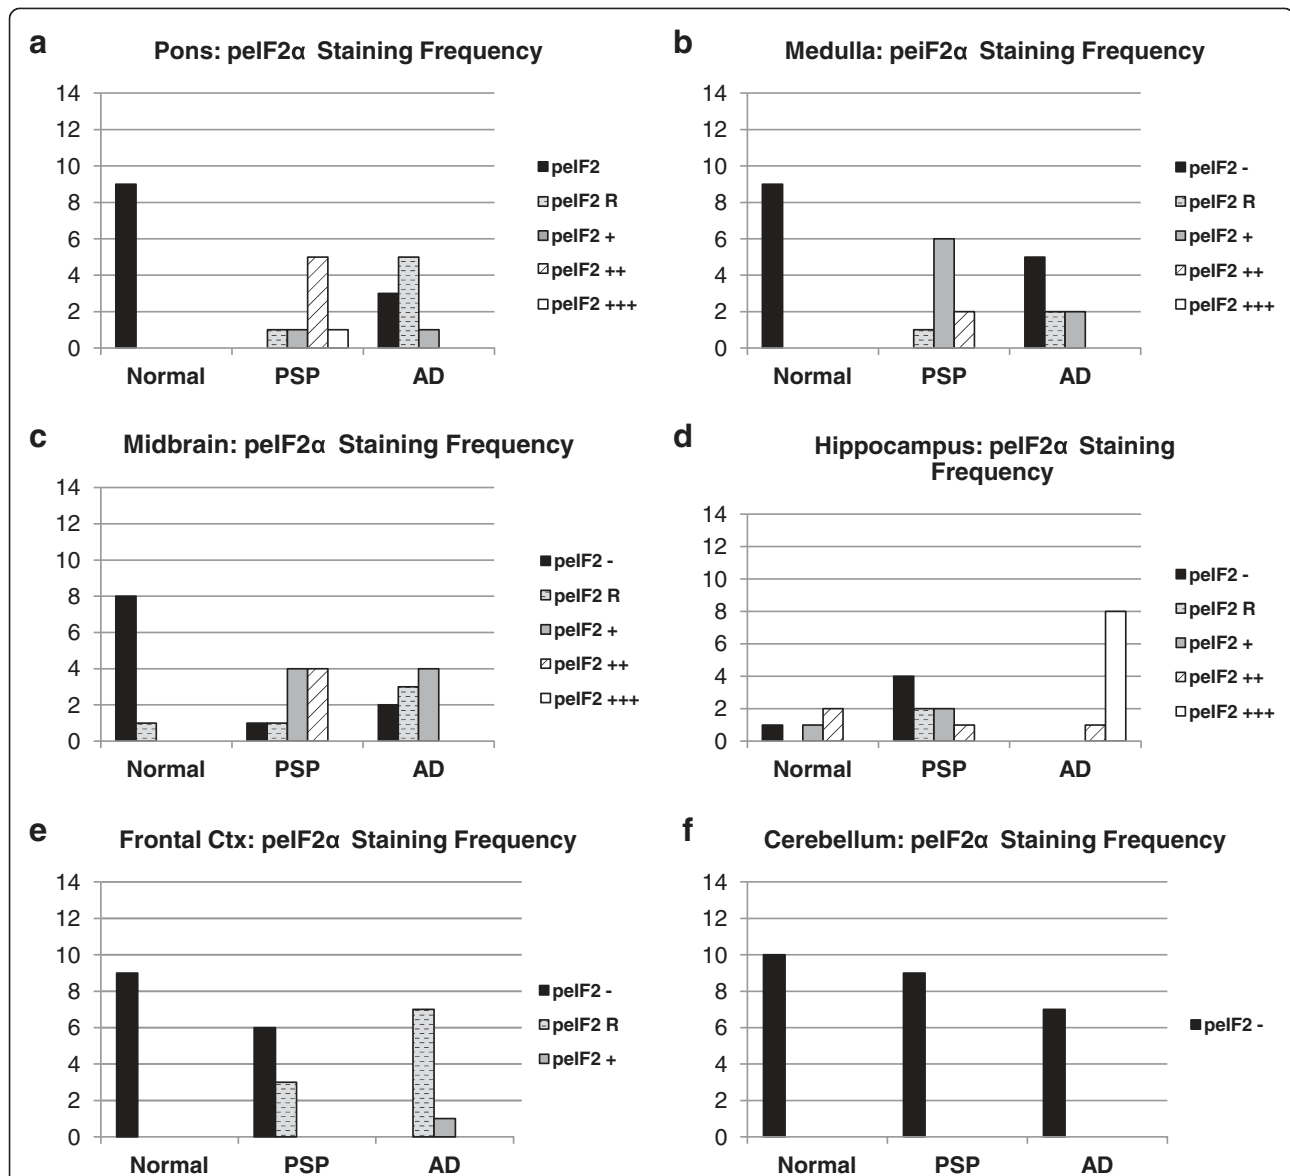 a
Pons: peIF2α Staining Frequency
14
12
10
8
6
4
2
0
Normal
PSP
AD
peIF2
peIF2 R
peIF2 +
peIF2 ++
peIF2 +++
b
Medulla: peiF2α Staining Frequency
14
12
10
8
6
4
2
0
Normal
PSP
AD
peIF2 -
peIF2 R
peIF2 +
peIF2 ++
peIF2 +++
c
Midbrain: peIF2α Staining Frequency
14
12
10
8
6
4
2
0
Normal
PSP
AD
peIF2 -
peIF2 R
peIF2 +
peIF2 ++
peIF2 +++
d
Hippocampus: peIF2α Staining
Frequency
14
12
10
8
6
4
2
0
Normal
PSP
AD
peIF2 -
peIF2 R
peIF2 +
peIF2 ++
peIF2 +++
e
Frontal Ctx: peIF2α Staining Frequency
14
12
10
8
6
4
2
0
Normal
PSP
AD
peIF2 -
peIF2 R
peIF2 +
f
Cerebellum: peIF2α Staining Frequency
14
12
10
8
6
4
2
0
Normal
PSP
AD
peIF2 -